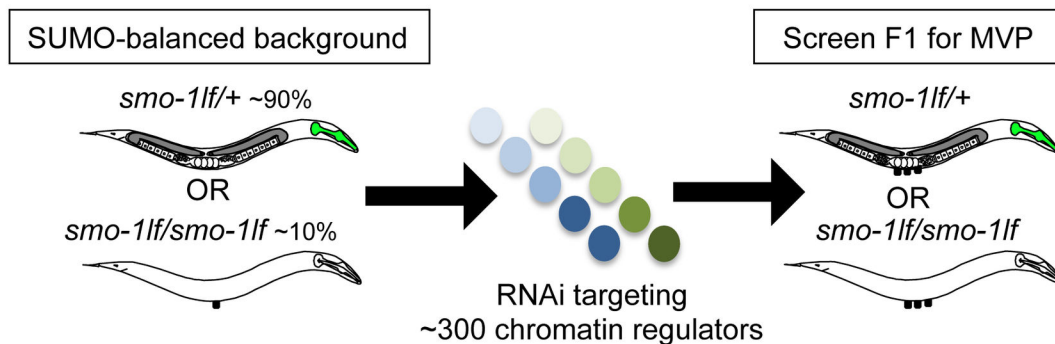 SUMO-balanced background
smo-1lf/+ ~90%
OR
smo-1lf/smo-1lf ~10%
RNAi targeting
~300 chromatin regulators
Screen F1 for MVP
smo-1lf/+
OR
smo-1lf/smo-1lf